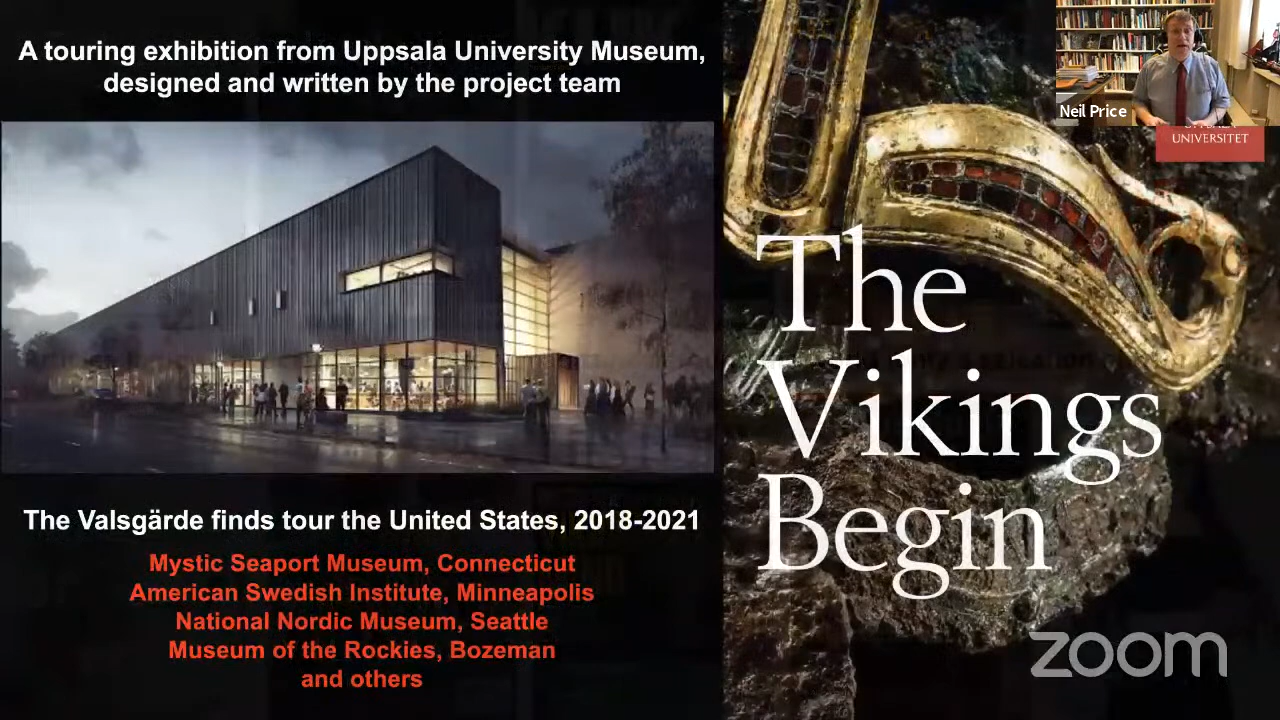 A touring exhibition from Uppsala University Museum,
designed and written by the project team
Neil Price
UNIVERSITET
The
Vikings
Begin
The Valsgärde finds tour the United States, 2018-2021
Mystic Seaport Museum, Connecticut
American Swedish Institute, Minneapolis
National Nordic Museum, Seattle
Museum of the Rockies, Bozeman
and others
zoom